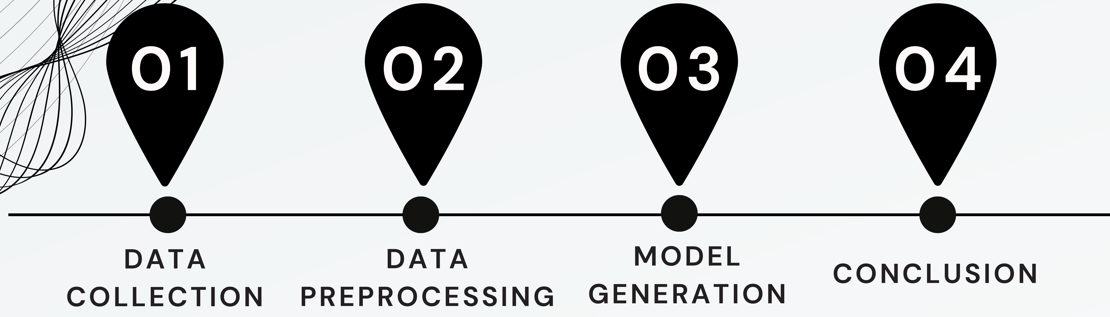 01
02
03
04
DATA
COLLECTION
DATA
PREPROCESSING
MODEL
GENERATION
CONCLUSION